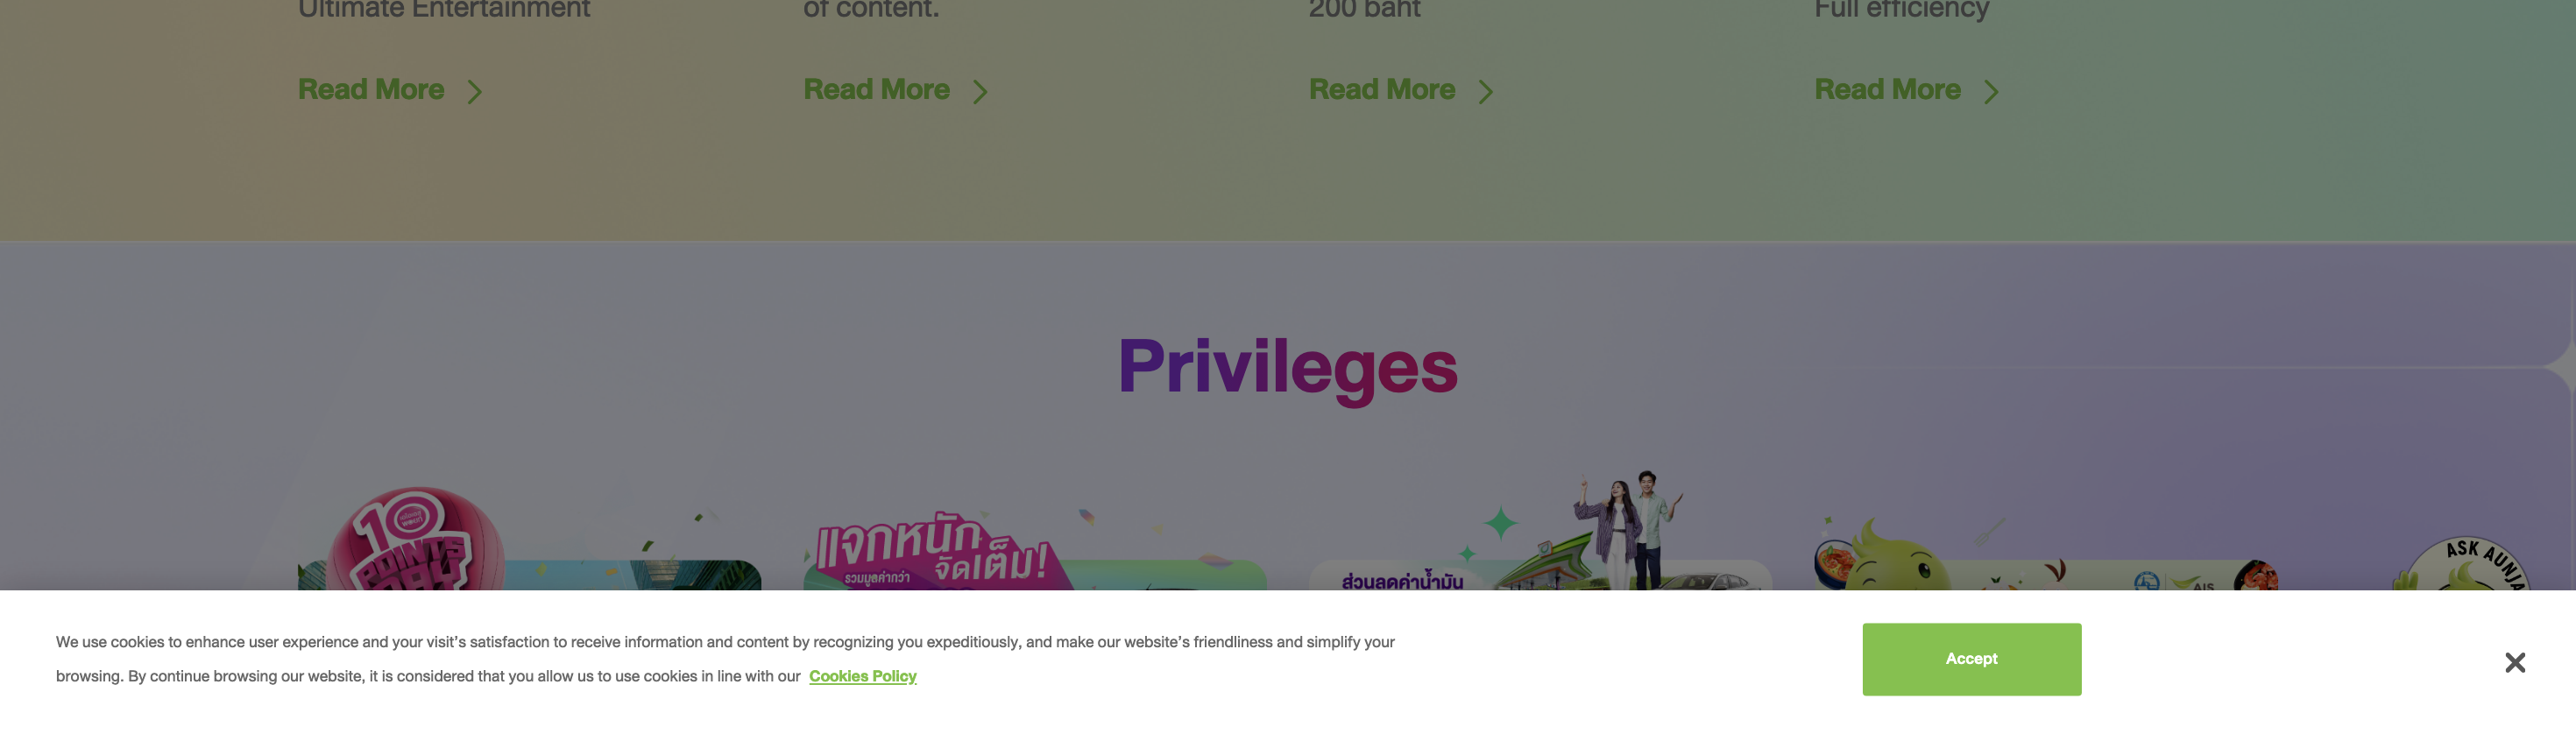 Ultimate Entertainment
of content.
200 baht
Full efficiency
Read More
Read More
Read More
Read More
Privileges
10
POINTS
DAY
แจกหนัก
จัดเต็ม!
รวมมูลค่ากว่า
ส่วนลดค่าน้ำมัน
AIS
ASK AUNJA
We use cookies to enhance user experience and your visit's satisfaction to receive information and content by recognizing you expeditiously, and make our website's friendliness and simplify your
browsing. By continue browsing our website, it is considered that you allow us to use cookies in line with our Cookies Policy
Accept